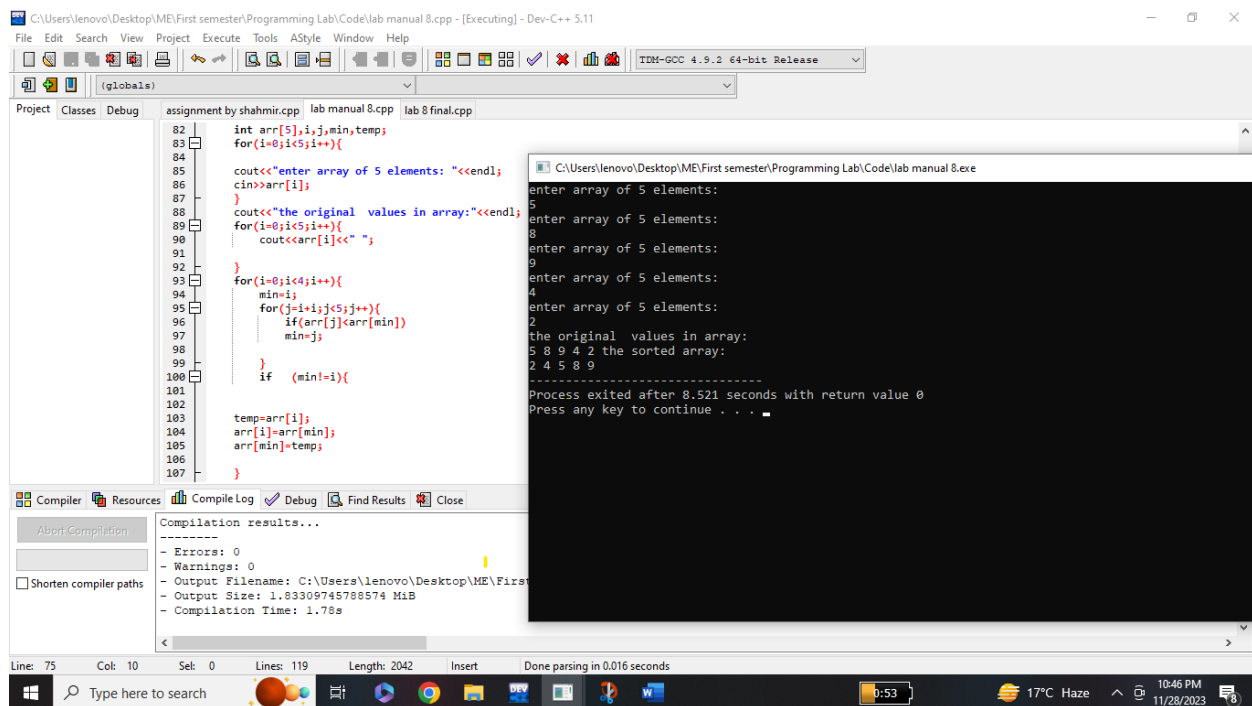 C:\Users\lenovo\Desktop\ME\First semester\Programming Lab\Code\lab manual 8.cpp - [Executing] - Dev-C++ 5.11
File Edit Search View Project Execute Tools AStyle Window Help
TDM-GCC 4.9.2 64-bit Release
(globals)
Project Classes Debug
assignment by shahmir.cpp lab manual 8.cpp lab 8 final.cpp
82 int arr[5],i,j,min,temp;
83 for(i=0;i<5;i++){
84
85 cout<<"enter array of 5 elements: "<<endl;
86 cin>>arr[i];
87 }
88 cout<<"the original  values in array:"<<endl;
89 for(i=0;i<5;i++){
90 cout<<arr[i]<<" ";
91
92 }
93 for(i=0;i<4;i++){
94 min=i;
95 for(j=i+i;j<5;j++){
96 if(arr[j]<arr[min])
97 min=j;
98
99 }
100 if   (min!=i){
101
102
103 temp=arr[i];
104 arr[i]=arr[min];
105 arr[min]=temp;
106
107 }
C:\Users\lenovo\Desktop\ME\First semester\Programming Lab\Code\lab manual 8.exe
enter array of 5 elements:
5
enter array of 5 elements:
8
enter array of 5 elements:
9
enter array of 5 elements:
4
enter array of 5 elements:
2
the original  values in array:
5 8 9 4 2 the sorted array:
2 4 5 8 9
--------------------------------
Process exited after 8.521 seconds with return value 0
Press any key to continue . . .
Compiler Resources Compile Log Debug Find Results Close
Abort Compilation
Shorten compiler paths
Compilation results...
--------
- Errors: 0
- Warnings: 0
- Output Filename: C:\Users\lenovo\Desktop\ME\First
- Output Size: 1.83309745788574 MiB
- Compilation Time: 1.78s
Line: 75 Col: 10 Sel: 0 Lines: 119 Length: 2042 Insert Done parsing in 0.016 seconds
Type here to search
DEV
W
0:53
17°C Haze
10:46 PM
11/28/2023
8